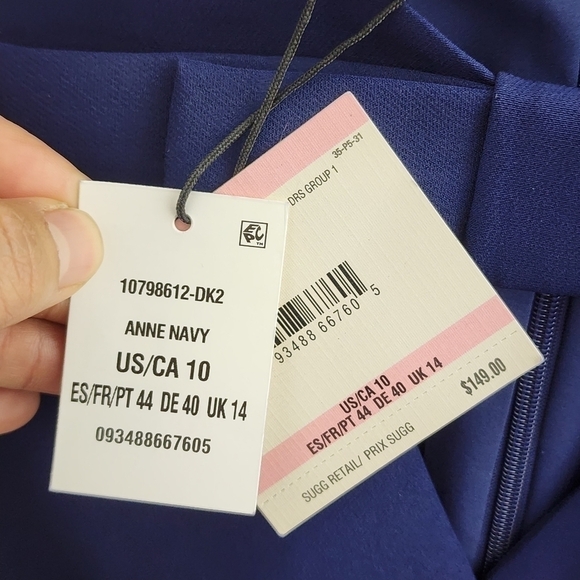 EPC™
10798612-DK2
ANNE NAVY
US/CA 10
ES/FR/PT 44 DE 40 UK 14
093488667605
35-P5-31
DRS GROUP 1
93488 66760 5
US/CA 10
ES/FR/PT 44 DE 40 UK 14
$149.00
SUGG RETAIL/ PRIX SUGG